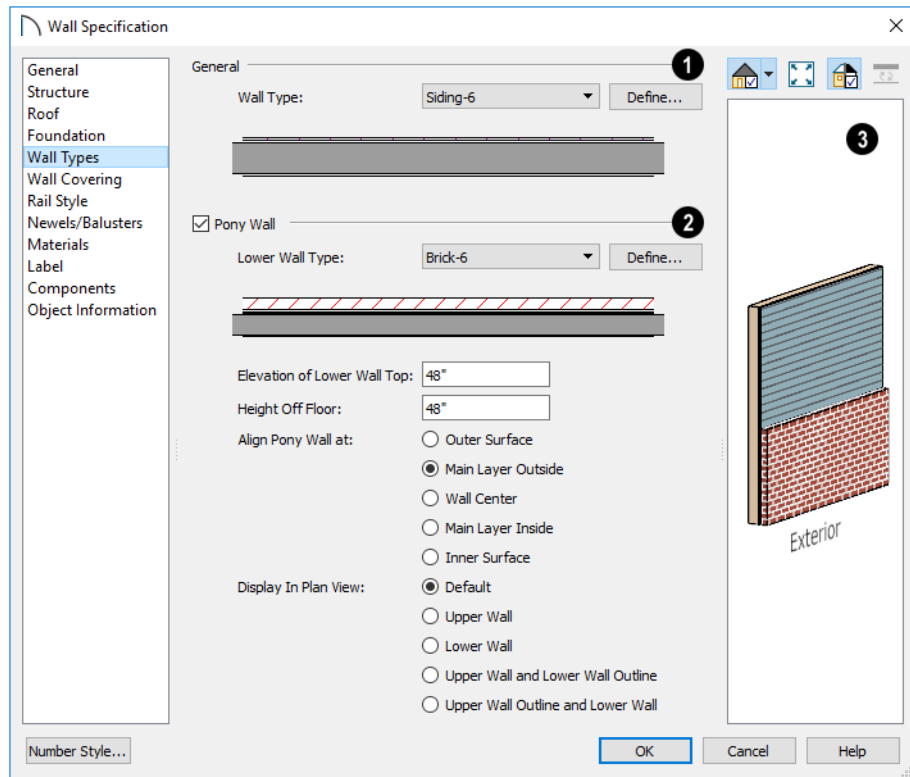 Wall Specification
General
Structure
Roof
Foundation
Wall Types
Wall Covering
Rail Style
Newels/Balusters
Materials
Label
Components
Object Information
General
1
Wall Type:
Siding-6
Define...
Pony Wall
2
Lower Wall Type:
Brick-6
Define...
Elevation of Lower Wall Top:
48"
Height Off Floor:
48"
Align Pony Wall at:
Outer Surface
Main Layer Outside
Wall Center
Main Layer Inside
Inner Surface
Display In Plan View:
Default
Upper Wall
Lower Wall
Upper Wall and Lower Wall Outline
Upper Wall Outline and Lower Wall
3
Exterior
Number Style...
OK
Cancel
Help